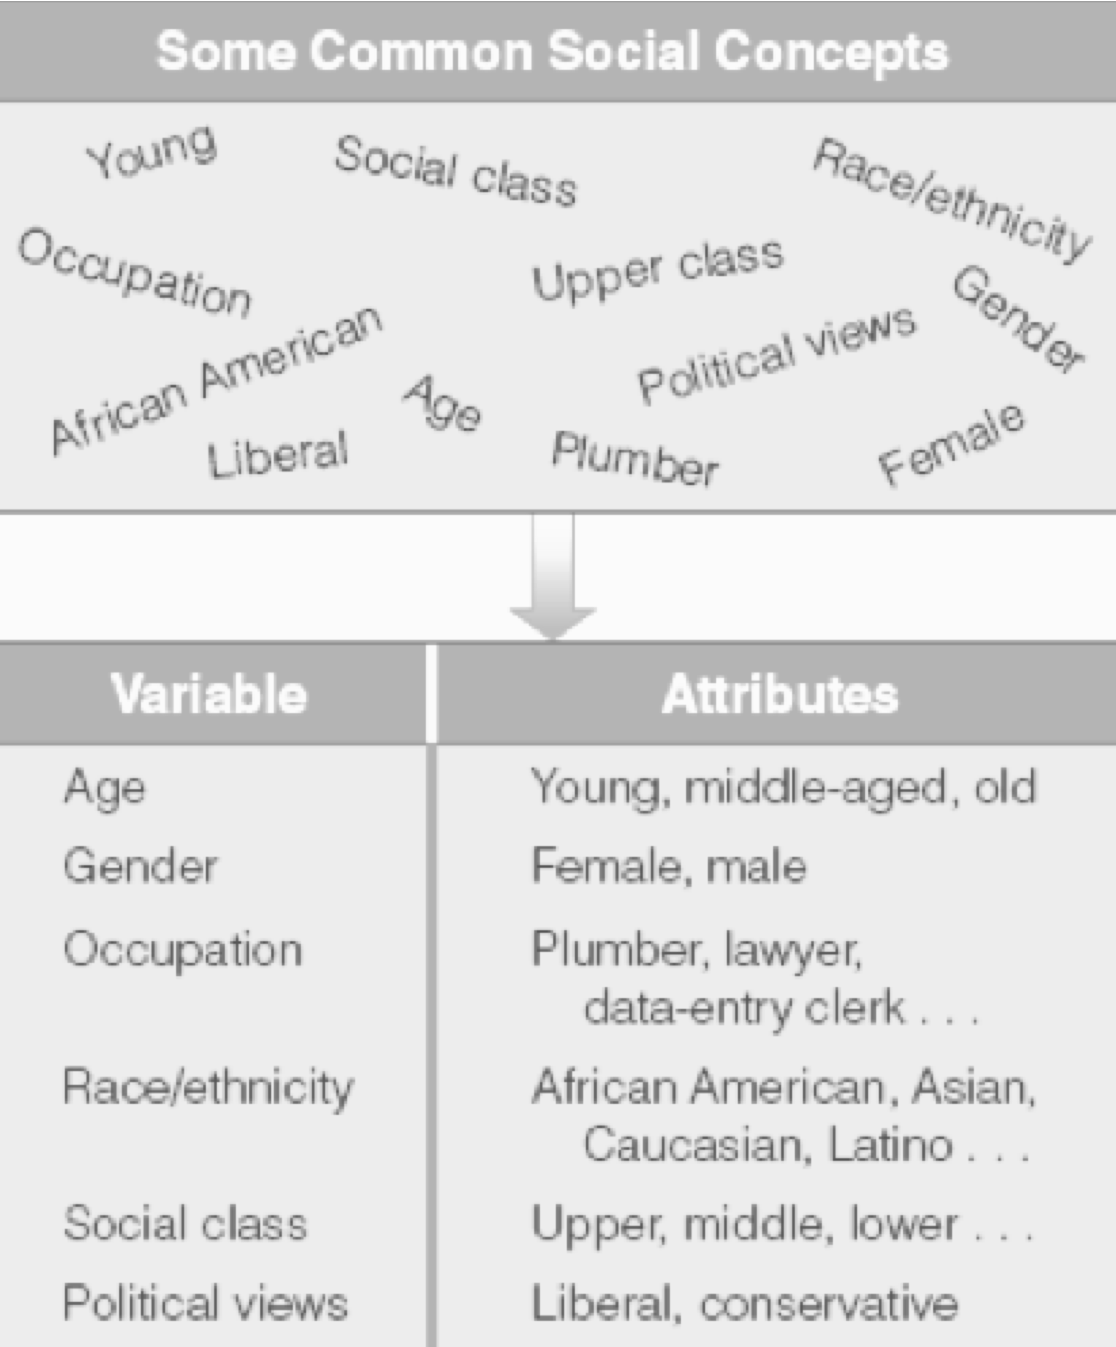 Some Common Social Concepts
Young
Social class
Race/ethnicity
Occupation
Upper class
Gender
African American
Political views
Age
Liberal
Plumber
Female
Variable Attributes
Age Young, middle-aged, old
Gender Female, male
Occupation Plumber, lawyer,
data-entry clerk . . .
Race/ethnicity African American, Asian,
Caucasian, Latino . . .
Social class Upper, middle, lower . . .
Political views Liberal, conservative